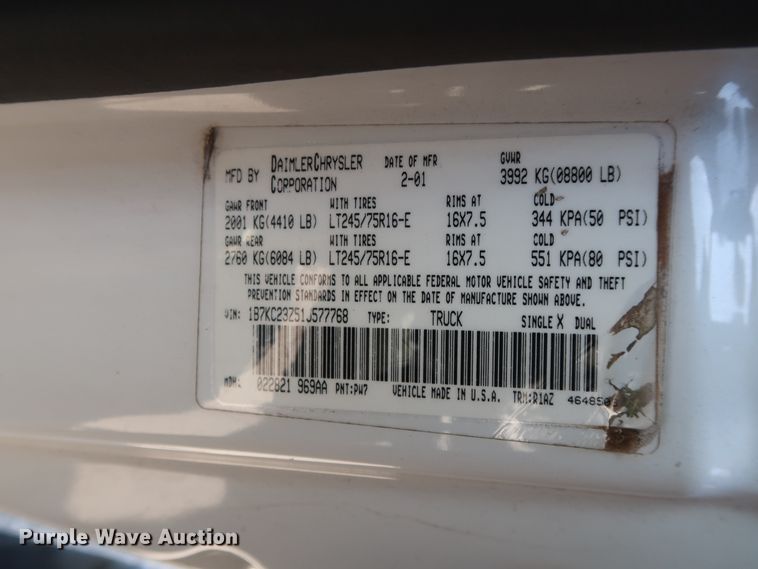 MFD BY DAIMLERCHRYSLER CORPORATION DATE OF MFR 2-01 GVWR 3992 KG(08800 LB)
GAWR FRONT WITH TIRES RIMS AT COLD
2001 KG(4410 LB) LT245/75R16-E 16X7.5 344 KPA(50 PSI)
GAWR REAR WITH TIRES RIMS AT COLD
2760 KG(6084 LB) LT245/75R16-E 16X7.5 551 KPA(80 PSI)
THIS VEHICLE CONFORMS TO ALL APPLICABLE FEDERAL MOTOR VEHICLE SAFETY AND THEFT
PREVENTION STANDARDS IN EFFECT ON THE DATE OF MANUFACTURE SHOWN ABOVE.
VIN: 1B7KC23Z51J577768 TYPE: TRUCK SINGLE X DUAL
MDH: 022821 969AA PNT:PW7 VEHICLE MADE IN U.S.A. TRM:R1AZ
Purple Wave Auction